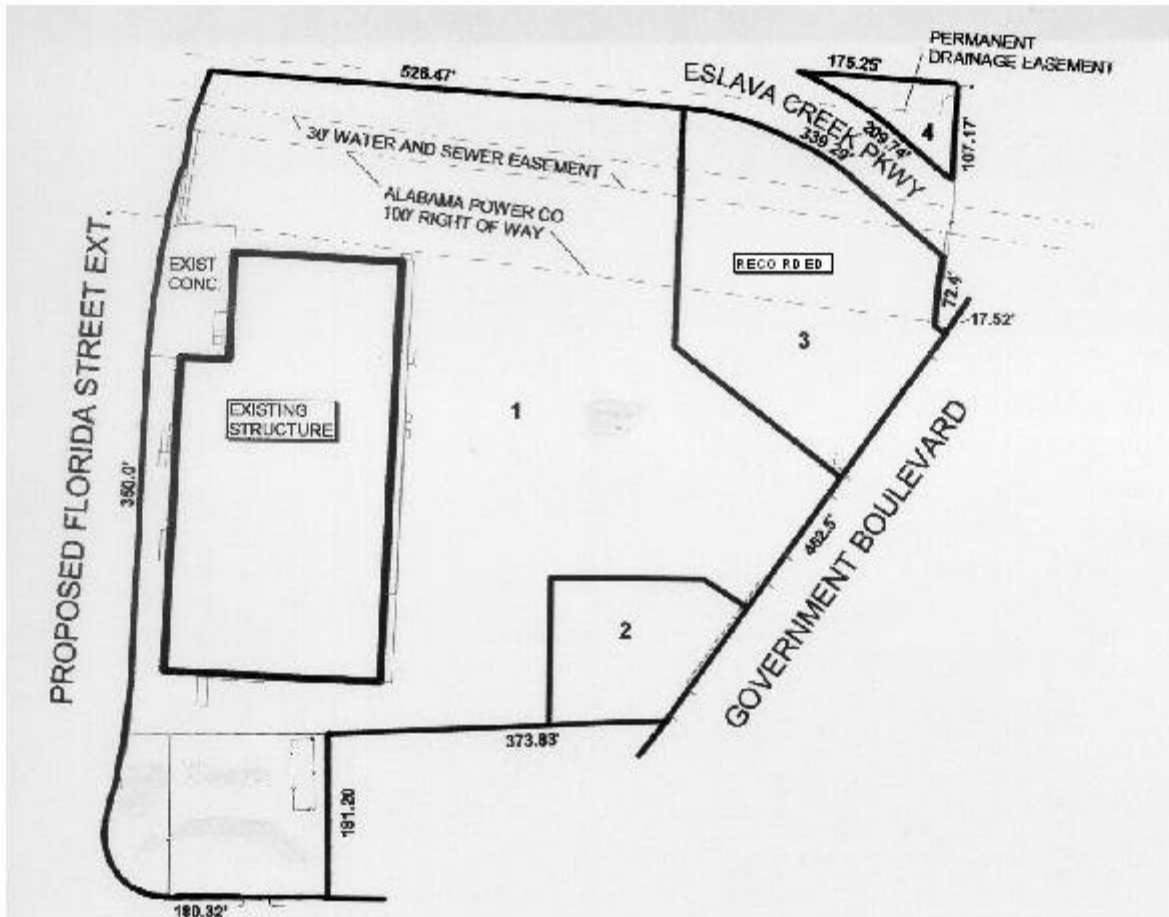 PERMANENT
DRAINAGE EASEMENT
175.25'
526.47'
ESLAVA CREEK PKWY
209.74'
339.29'
4
107.17'
30' WATER AND SEWER EASEMENT
ALABAMA POWER CO
100' RIGHT OF WAY
EXIST
CONC.
RECORDED
72.4'
17.52'
3
PROPOSED FLORIDA STREET EXT.
EXISTING
STRUCTURE
1
350.0'
462.5'
GOVERNMENT BOULEVARD
2
373.83'
191.20
180.32'